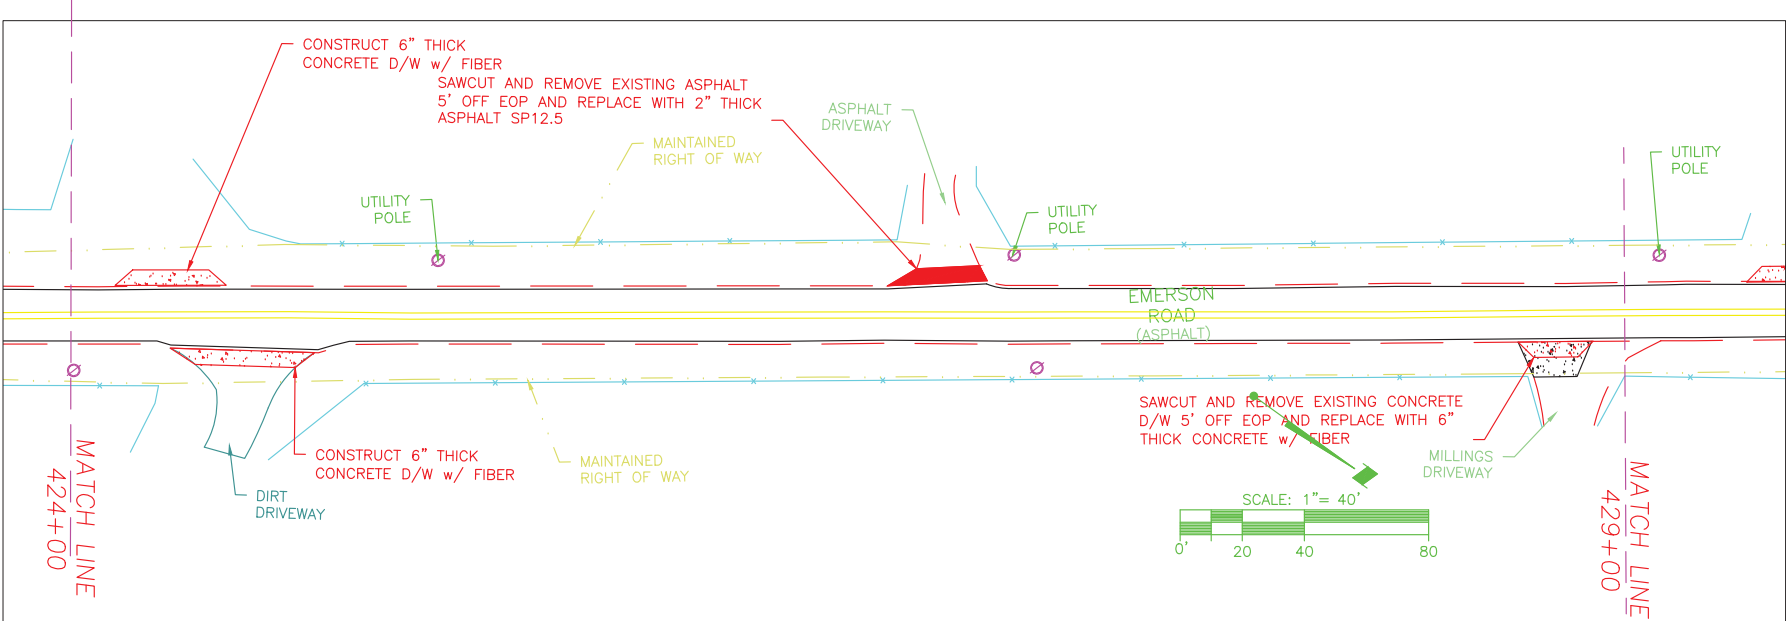 CONSTRUCT 6" THICK
CONCRETE D/W w/ FIBER
SAWCUT AND REMOVE EXISTING ASPHALT
5' OFF EOP AND REPLACE WITH 2" THICK
ASPHALT SP12.5
MAINTAINED
RIGHT OF WAY
ASPHALT
DRIVEWAY
UTILITY
POLE
UTILITY
POLE
UTILITY
POLE
EMERSON
ROAD
(ASPHALT)
SAWCUT AND REMOVE EXISTING CONCRETE
D/W 5' OFF EOP AND REPLACE WITH 6"
THICK CONCRETE w/ FIBER
MILLINGS
DRIVEWAY
CONSTRUCT 6" THICK
CONCRETE D/W w/ FIBER
MAINTAINED
RIGHT OF WAY
DIRT
DRIVEWAY
MATCH LINE
424+00
SCALE: 1"= 40'
0' 20 40 80
MATCH LINE
429+00